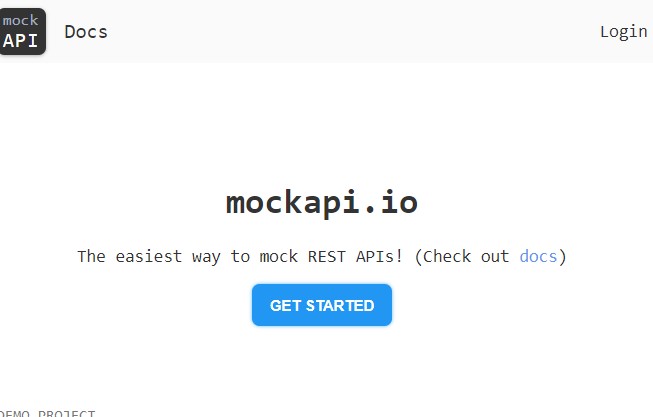 mock
API
Docs
Login
mockapi.io
The easiest way to mock REST APIs! (Check out docs)
GET STARTED
DEMO PROJECT